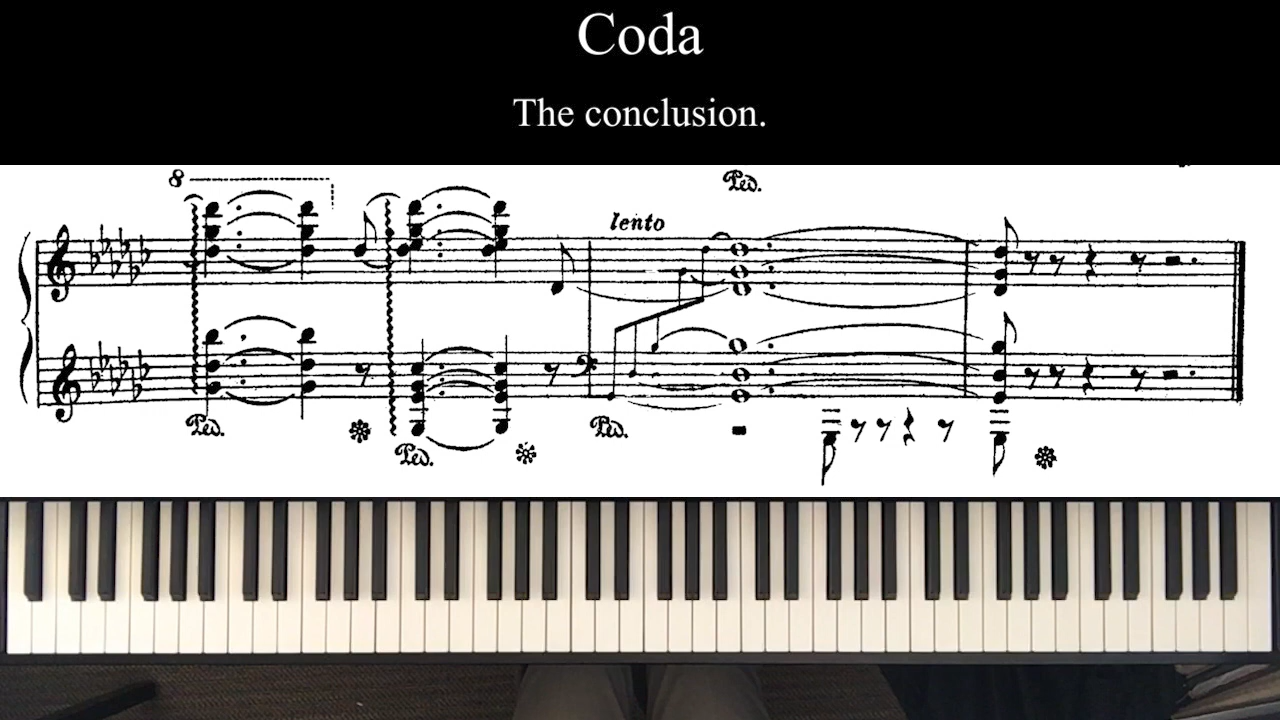 Coda
The conclusion.
8
Ped.
lento
Ped.
Ped.
Ped.